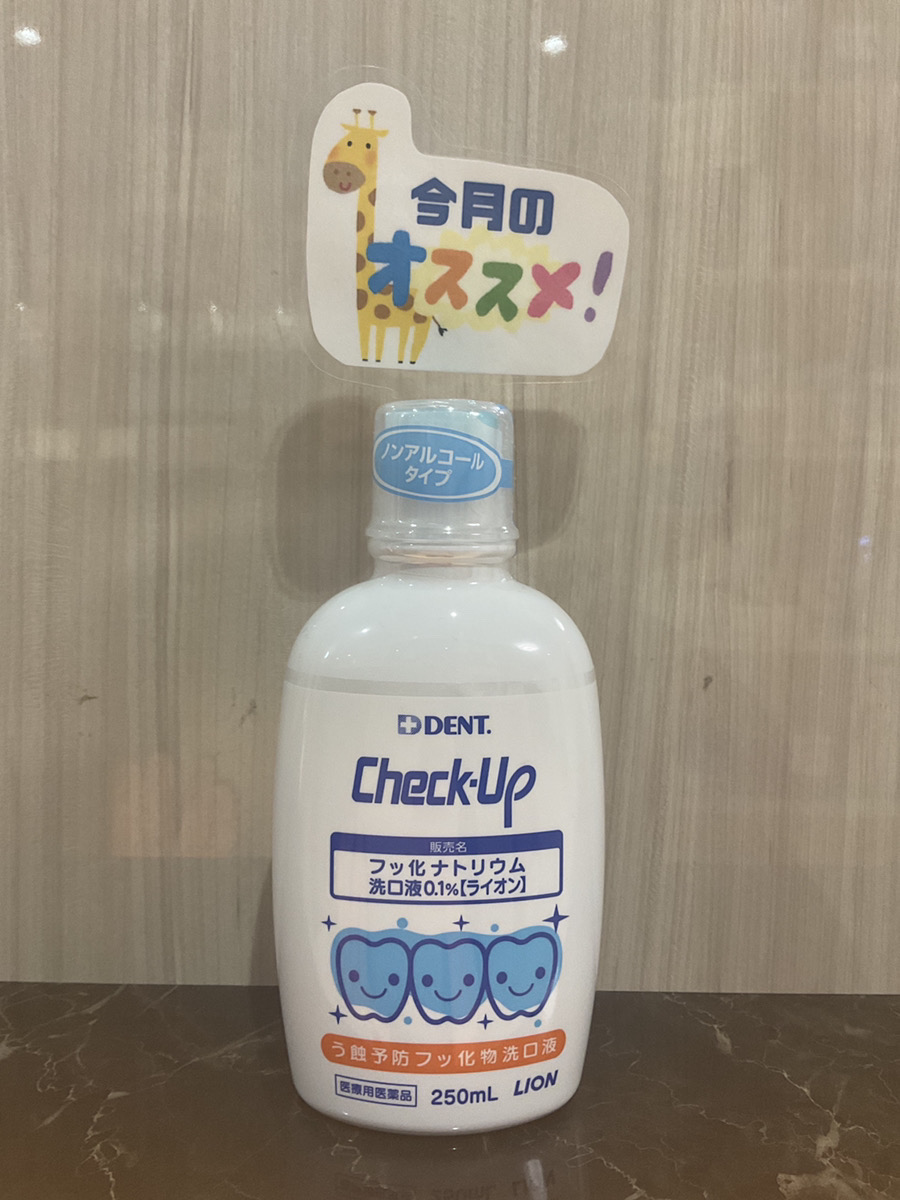 今月の
オススメ!
ノンアルコール
タイプ
DENT.
Check-Up
販売名
フッ化ナトリウム
洗口液0.1%【ライオン】
う蝕予防フッ化物洗口液
医療用医薬品 250mL LION